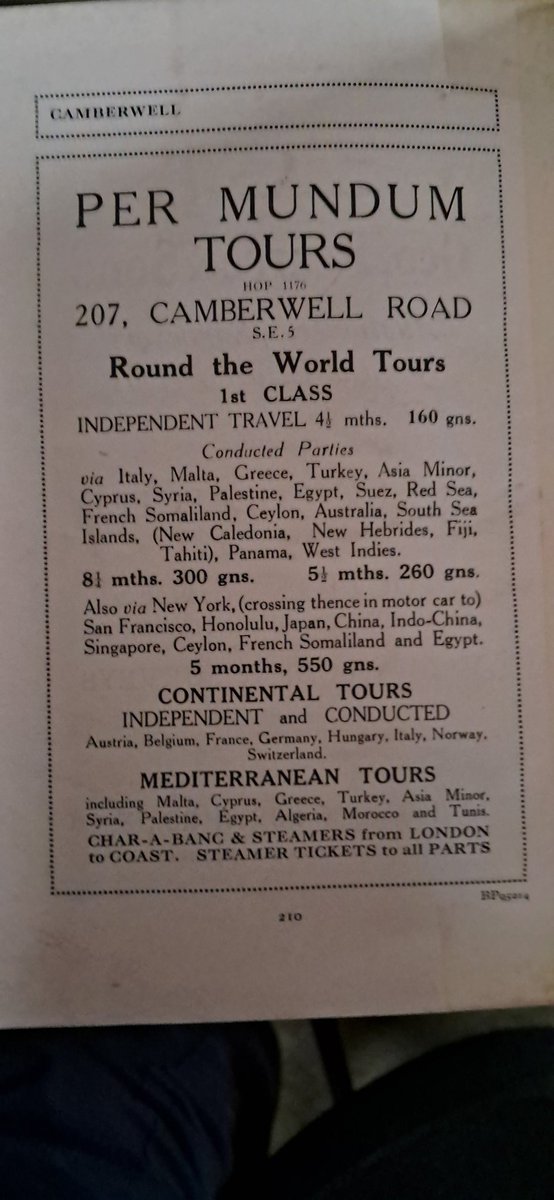 CAMBERWELL
PER MUNDUM
TOURS
HOP 1176
207, CAMBERWELL ROAD
S.E.5
Round the World Tours
1st CLASS
INDEPENDENT TRAVEL 4½ mths. 160 gns.
Conducted Parties
via Italy, Malta, Greece, Turkey, Asia Minor,
Cyprus, Syria, Palestine, Egypt, Suez, Red Sea,
French Somaliland, Ceylon, Australia, South Sea
Islands, (New Caledonia, New Hebrides, Fiji,
Tahiti), Panama, West Indies.
8½ mths. 300 gns. 5½ mths. 260 gns.
Also via New York, (crossing thence in motor car to)
San Francisco, Honolulu, Japan, China, Indo-China,
Singapore, Ceylon, French Somaliland and Egypt.
5 months, 550 gns.
CONTINENTAL TOURS
INDEPENDENT and CONDUCTED
Austria, Belgium, France, Germany, Hungary, Italy, Norway,
Switzerland.
MEDITERRANEAN TOURS
including Malta, Cyprus, Greece, Turkey, Asia Minor,
Syria, Palestine, Egypt, Algeria, Morocco and Tunis.
CHAR-A-BANC & STEAMERS from LONDON
to COAST. STEAMER TICKETS to all PARTS
210